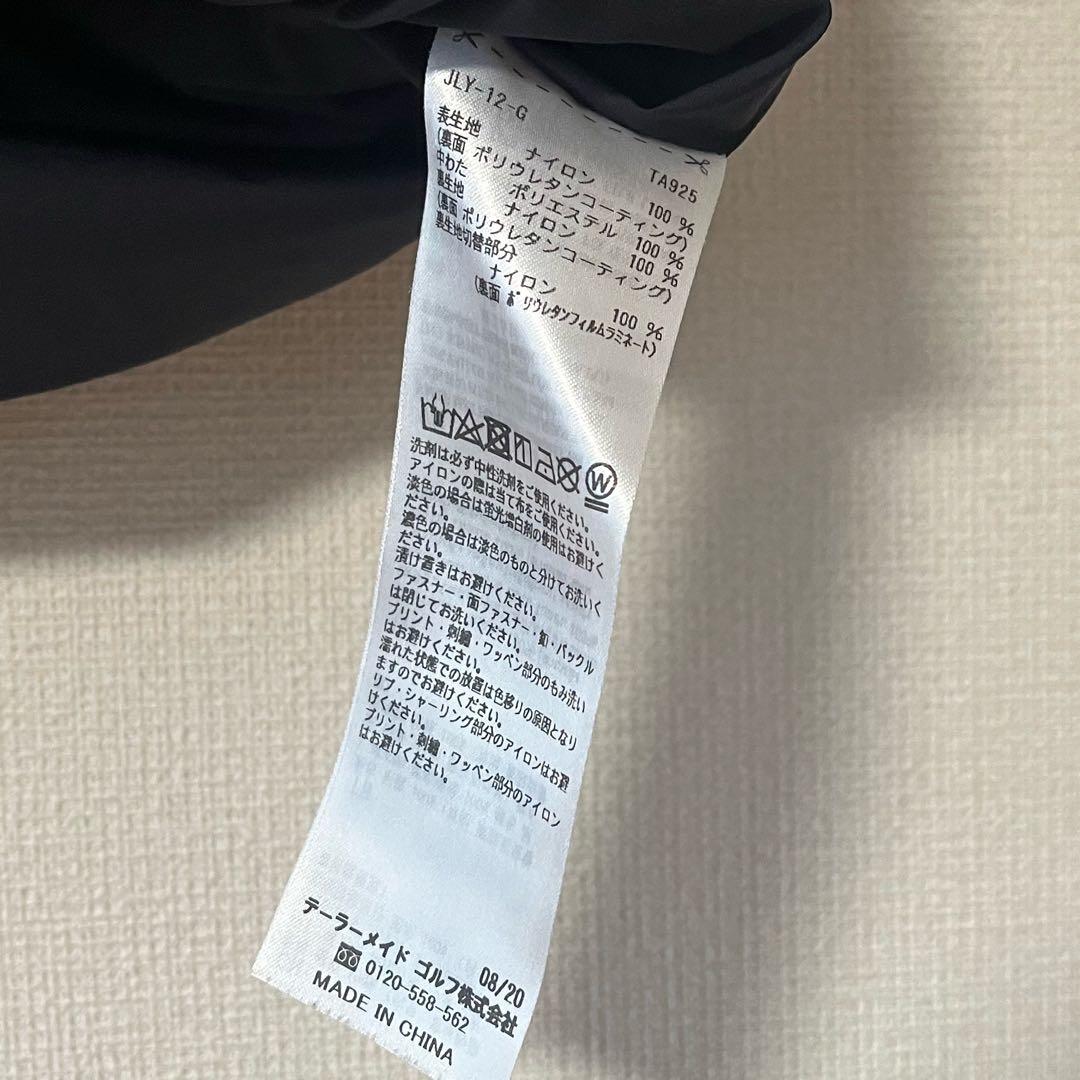 JLY-12-G
TA925
表生地
ナイロン 100 %
(裏面 ポリウレタンコーティング)
中わた ポリエステル 100 %
裏生地 ナイロン 100 %
(裏面 ポリウレタンコーティング)
裏生地切替部分
ナイロン 100 %
(裏面 ポリウレタンフィルムラミネート)
W
洗剤は必ず中性洗剤をご使用ください。
アイロンの際は当て布をご使用ください。
淡色の場合は蛍光増白剤の使用はお避けく
ださい。
濃色の場合は淡色のものと分けてお洗いく
ださい。
漬け置きはお避けください。
ファスナー・面ファスナー・釦・バックル
は閉じてお洗いください。
プリント・刺繍・ワッペン部分のもみ洗い
はお避けください。
濡れた状態での放置は色移りの原因となり
ますのでお避けください。
リブ・シャーリング部分のアイロンはお避
けください。
プリント・刺繍・ワッペン部分のアイロン
はお避けください。
08/20
テーラーメイド ゴルフ株式会社
0120-558-562
MADE IN CHINA